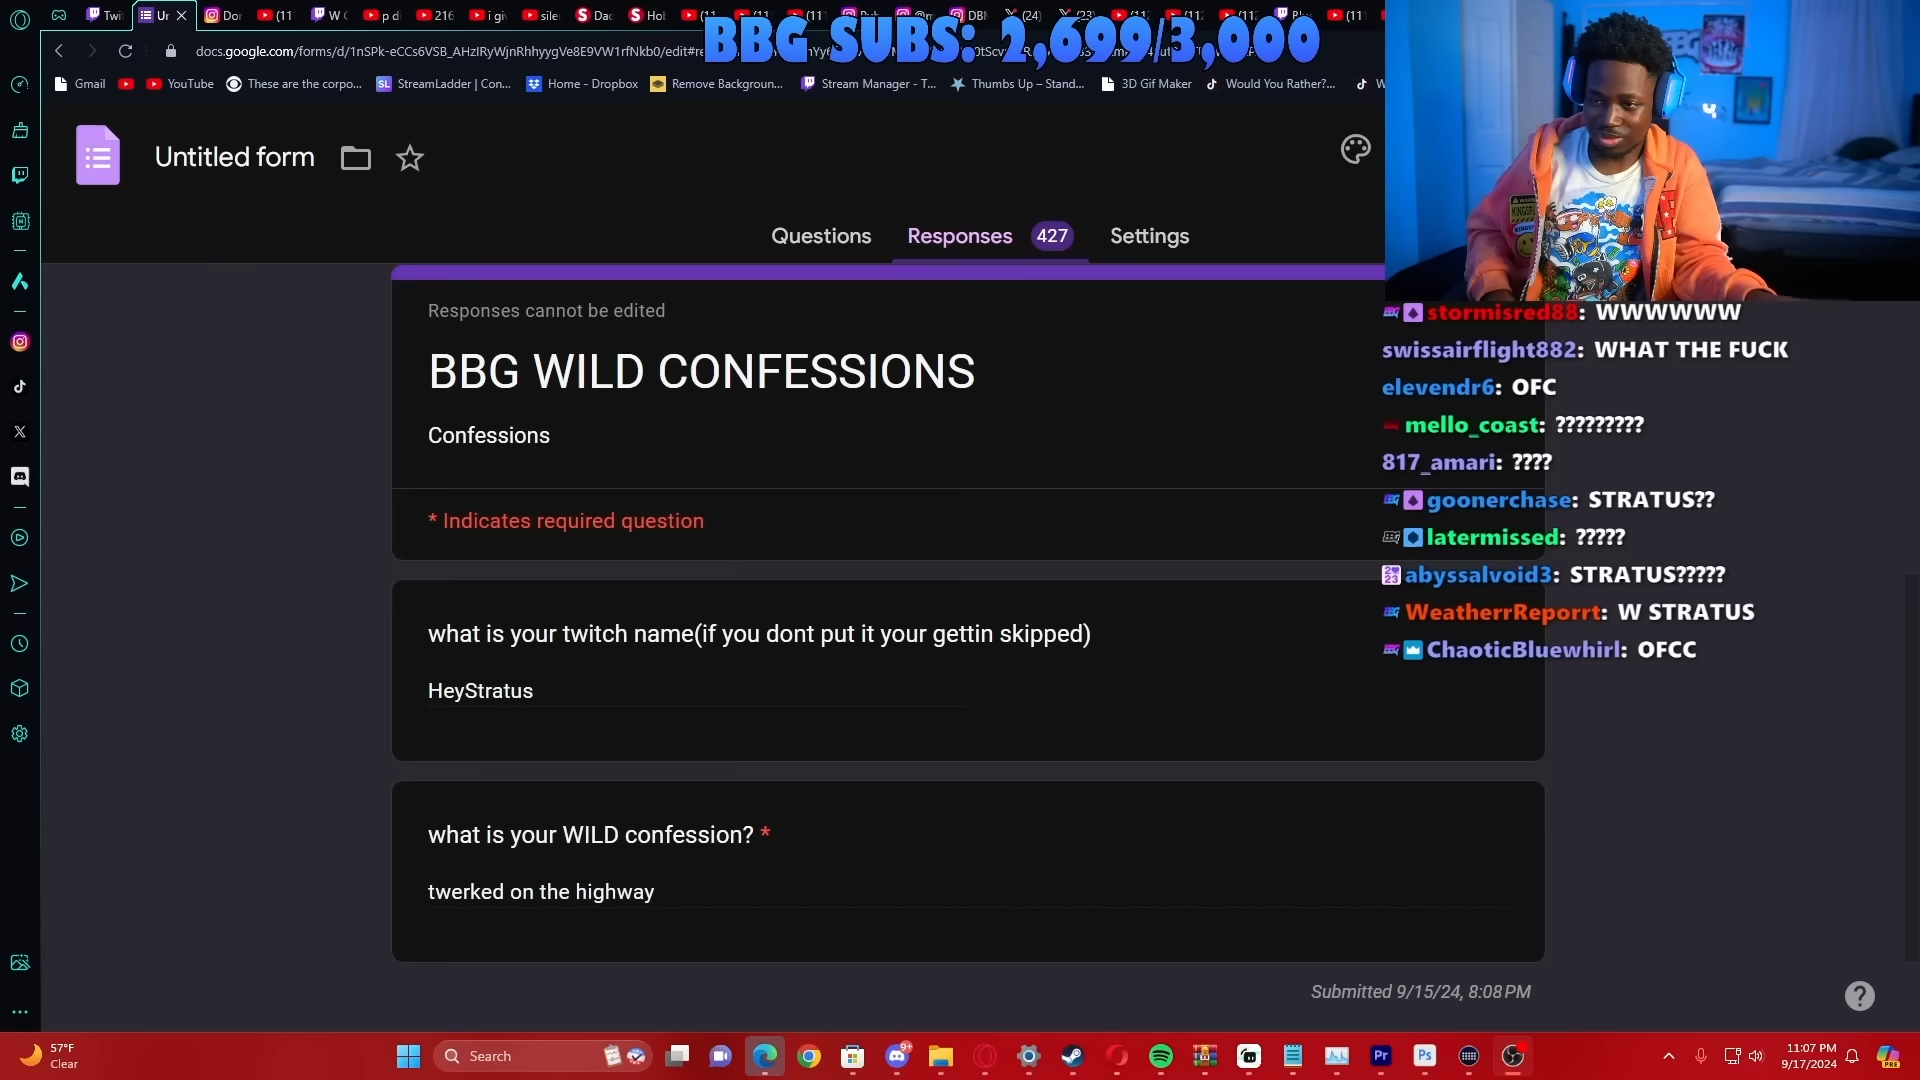 BBG SUBS: 2,699/3,000
docs.google.com/forms/d/1nSPk-eCCs6VSB_AHzIRyWjnRhhyygVe8E9VW1rfNkb0/edit#re
Gmail
YouTube
These are the corpo...
StreamLadder | Con...
Home - Dropbox
Remove Backgroun...
Stream Manager - T...
Thumbs Up – Stand...
3D Gif Maker
Would You Rather?...
Untitled form
Questions
Responses
427
Settings
Responses cannot be edited
BBG WILD CONFESSIONS
Confessions
* Indicates required question
what is your twitch name(if you dont put it your gettin skipped)
HeyStratus
what is your WILD confession? *
twerked on the highway
Submitted 9/15/24, 8:08 PM
stormisred88: WWWWWW
swissairflight882: WHAT THE FUCK
elevendr6: OFC
mello_coast: ?????????
817_amari: ????
goonerchase: STRATUS??
latermissed: ?????
abyssalvoid3: STRATUS?????
WeatherrReporrt: W STRATUS
ChaoticBluewhirl: OFCC
57°F
Clear
Search
11:07 PM
9/17/2024